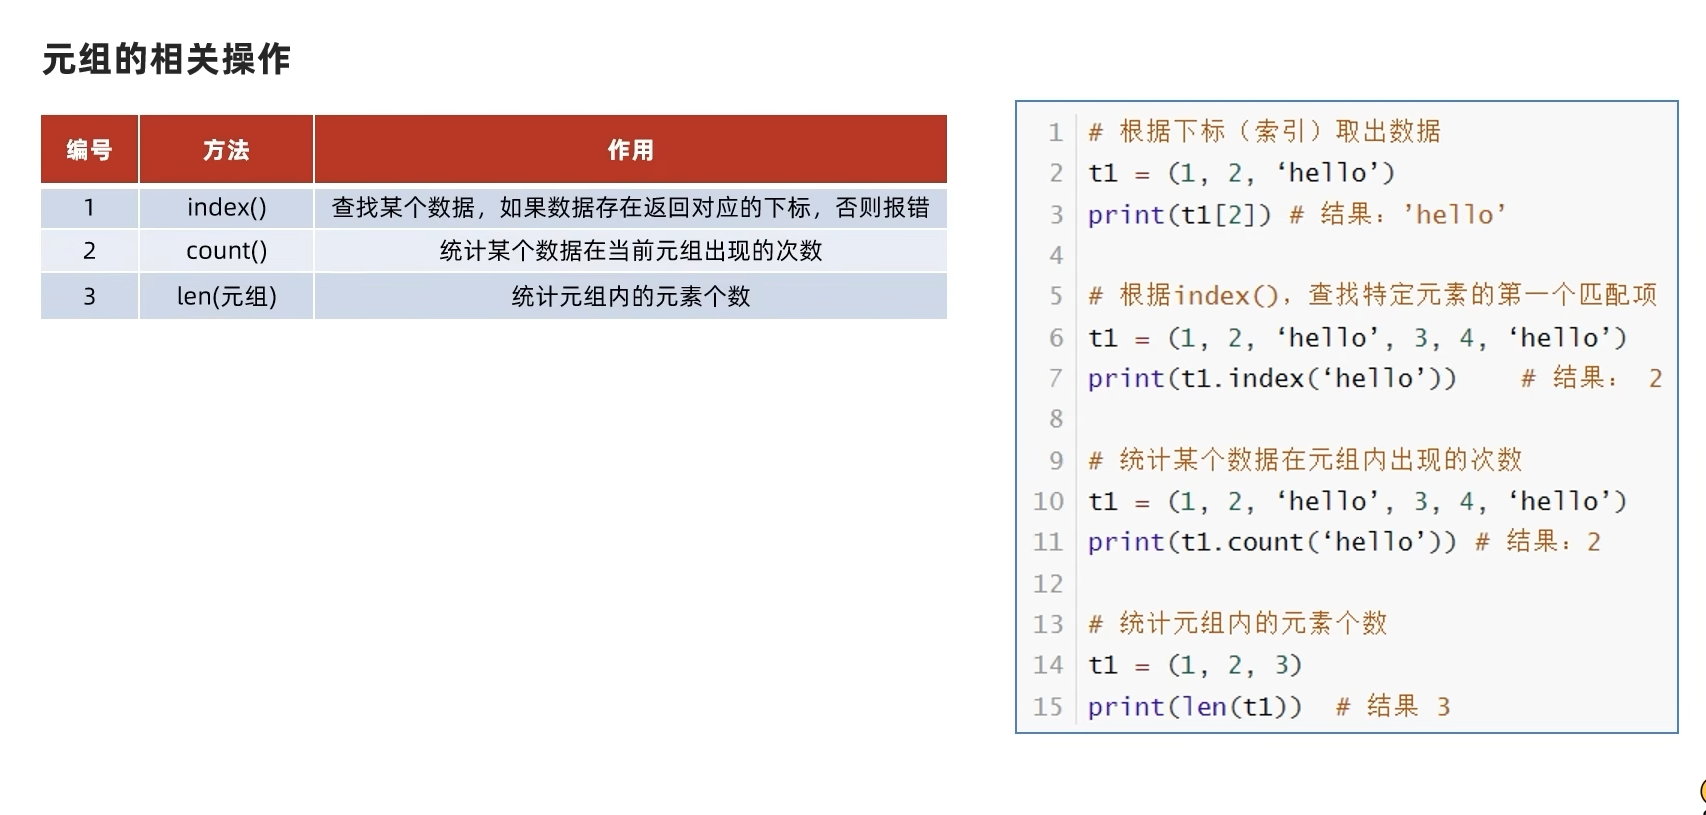 元组的相关操作
编号 方法 作用
1 index() 查找某个数据，如果数据存在返回对应的下标，否则报错
2 count() 统计某个数据在当前元组出现的次数
3 len(元组) 统计元组内的元素个数
1 # 根据下标（索引）取出数据
2 t1 = (1, 2, ‘hello’)
3 print(t1[2]) # 结果：’hello’
4
5 # 根据index()，查找特定元素的第一个匹配项
6 t1 = (1, 2, ‘hello’, 3, 4, ‘hello’)
7 print(t1.index(‘hello’)) # 结果： 2
8
9 # 统计某个数据在元组内出现的次数
10 t1 = (1, 2, ‘hello’, 3, 4, ‘hello’)
11 print(t1.count(‘hello’)) # 结果：2
12
13 # 统计元组内的元素个数
14 t1 = (1, 2, 3)
15 print(len(t1)) # 结果 3